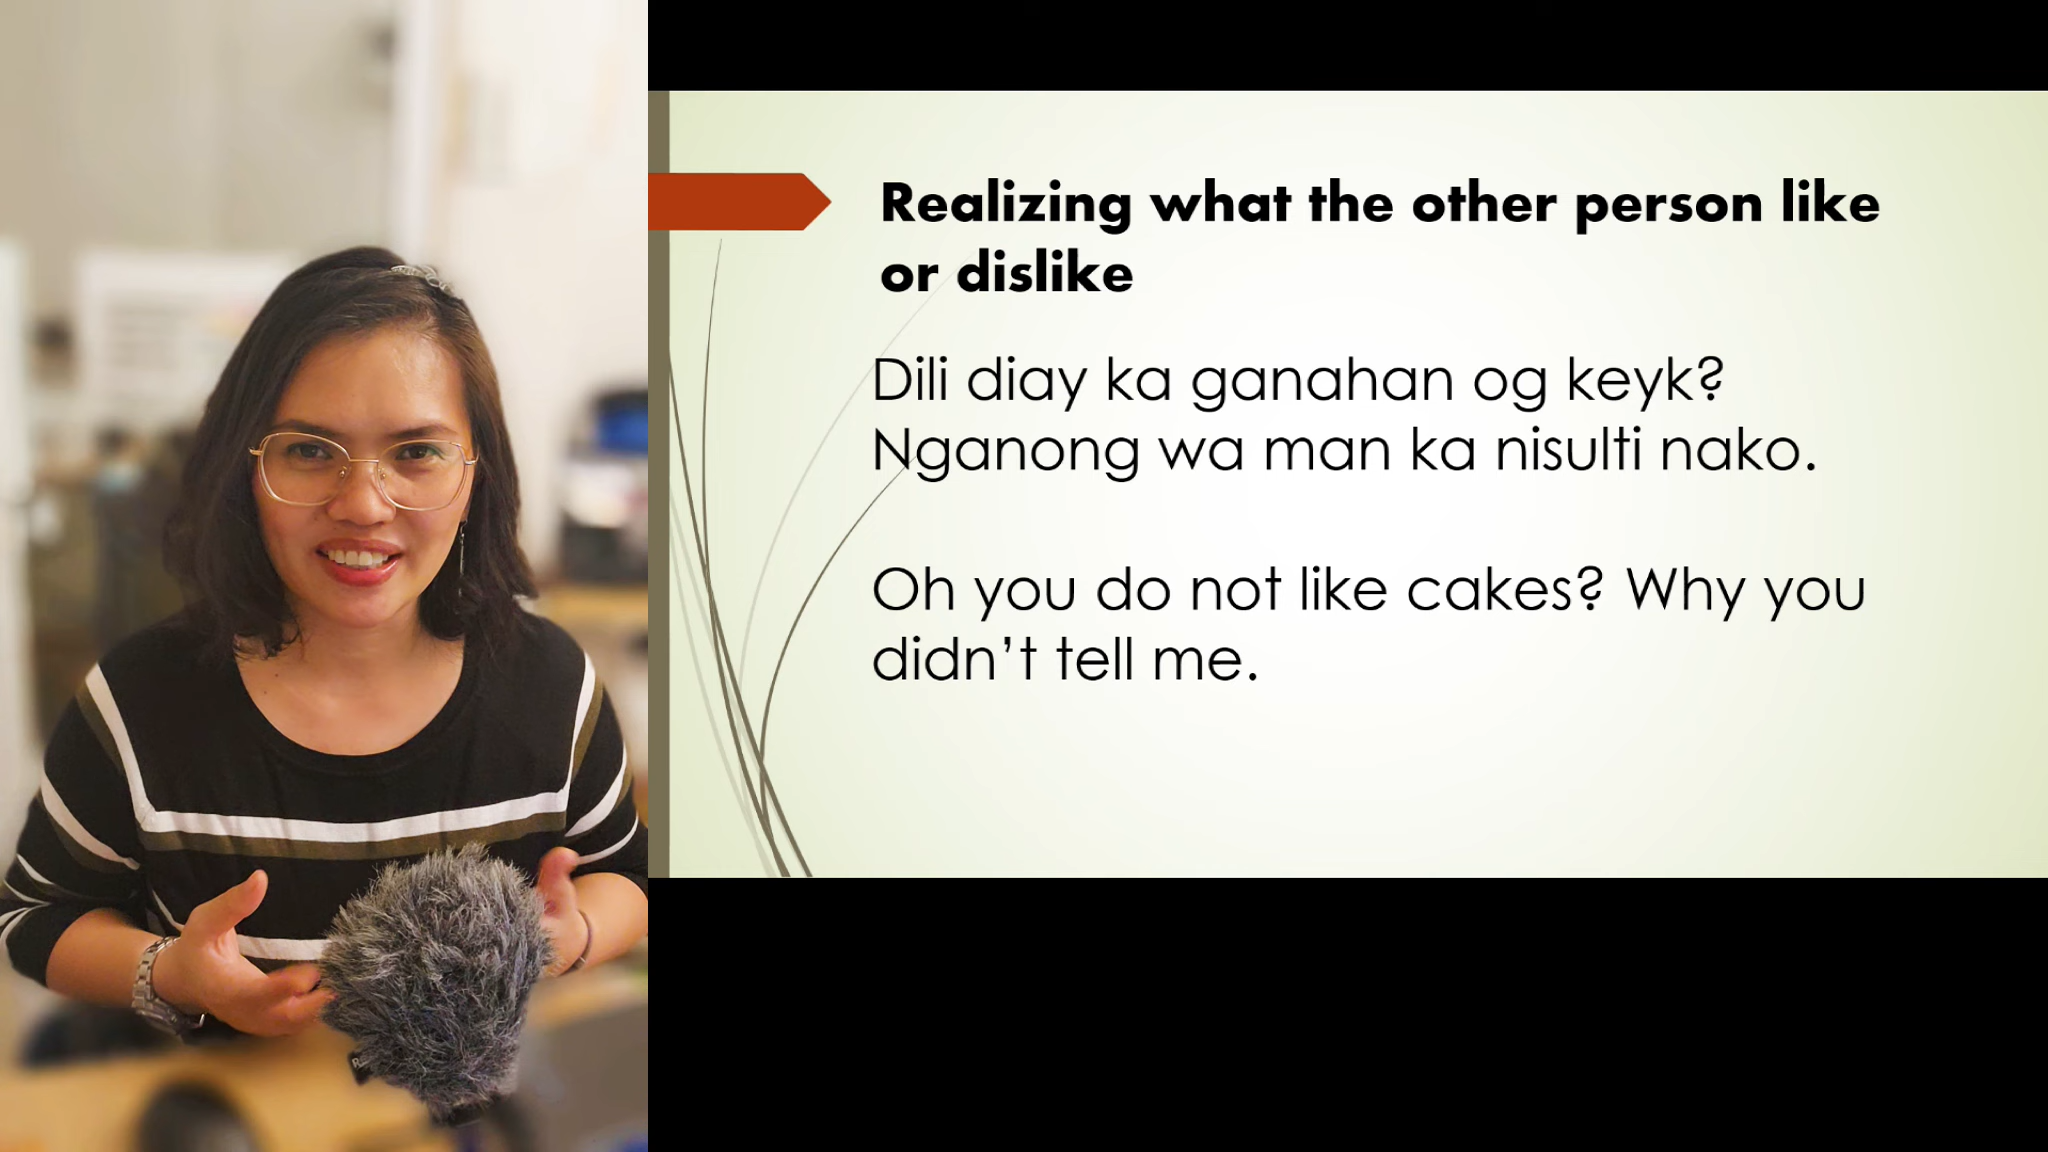 Realizing what the other person like
or dislike
Dili diay ka ganahan og keyk?
Nganong wa man ka nisulti nako.
Oh you do not like cakes? Why you
didn’t tell me.